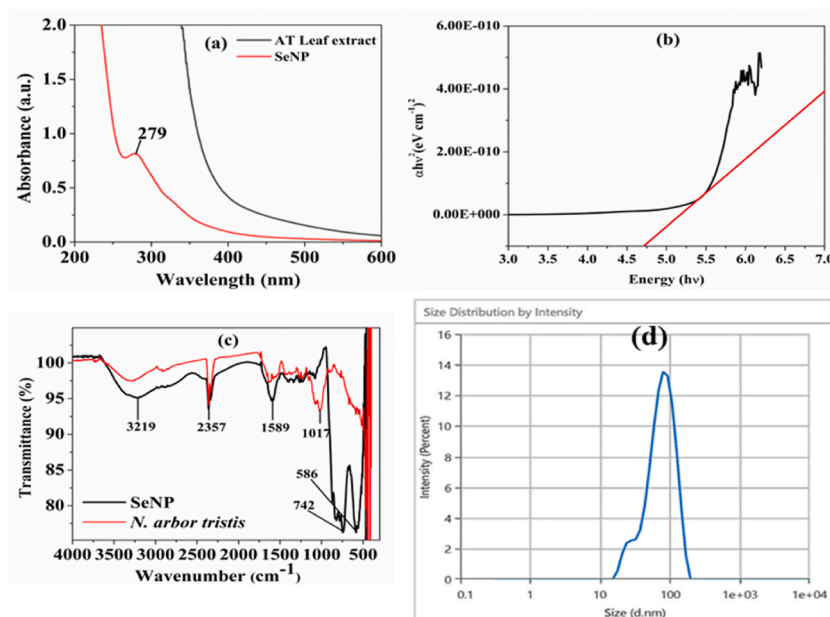 (a)
AT Leaf extract
SeNP
279
Absorbance (a.u.)
2.0
1.5
1.0
0.5
0.0
200 300 400 500 600
Wavelength (nm)
(b)
αhν²(eV cm⁻¹)²
6.00E-010
4.00E-010
2.00E-010
0.00E+000
3.0 3.5 4.0 4.5 5.0 5.5 6.0 6.5 7.0
Energy (hν)
(c)
Transmittance (%)
100
95
90
85
80
3219
2357
1589
1017
586
742
SeNP
N. arbor tristis
4000 3500 3000 2500 2000 1500 1000 500
Wavenumber (cm⁻¹)
Size Distribution by Intensity
(d)
Intensity (Percent)
16
14
12
10
8
6
4
2
0
0.1 1 10 100 1e+03 1e+04
Size (d.nm)